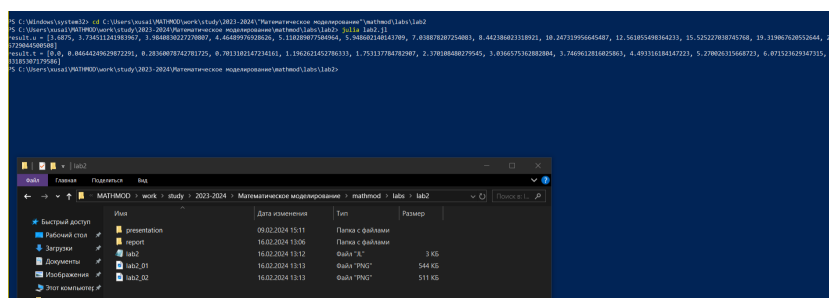 PS C:\Windows\system32> cd C:\Users\xusai\MATHMOD\work\study\2023-2024\"Математическое моделирование"\mathmod\labs\lab2
PS C:\Users\xusai\MATHMOD\work\study\2023-2024\Математическое моделирование\mathmod\labs\lab2> julia lab2.jl
result.u = [3.6875, 3.734511241983967, 3.9840830227270807, 4.46489976928626, 5.110289077504964, 5.948602140143709, 7.038878207254083, 8.442386023318921, 10.247319956645487, 12.561055498364233, 15.525227038745768, 19.319067620552644, 2
6729044500508]
result.t = [0.0, 0.04644249629872291, 0.28360078742781725, 0.7013102147234161, 1.1962621452786333, 1.753137784782907, 2.370108480279545, 3.0366575362882804, 3.7469612816025863, 4.493316184147223, 5.270026315668723, 6.071523629347315,
83185307179586]
PS C:\Users\xusai\MATHMOD\work\study\2023-2024\Математическое моделирование\mathmod\labs\lab2>
lab2
Файл Главная Поделиться Вид
MATHMOD > work > study > 2023-2024 > Математическое моделирование > mathmod > labs > lab2
Поиск в: l...
Имя Дата изменения Тип Размер
Быстрый доступ
presentation 09.02.2024 15:11 Папка с файлами
Рабочий стол
report 16.02.2024 13:06 Папка с файлами
Загрузки
lab2 16.02.2024 13:12 Файл "JL" 3 КБ
Документы
lab2_01 16.02.2024 13:13 Файл "PNG" 544 КБ
Изображения
lab2_02 16.02.2024 13:13 Файл "PNG" 511 КБ
Этот компьютер